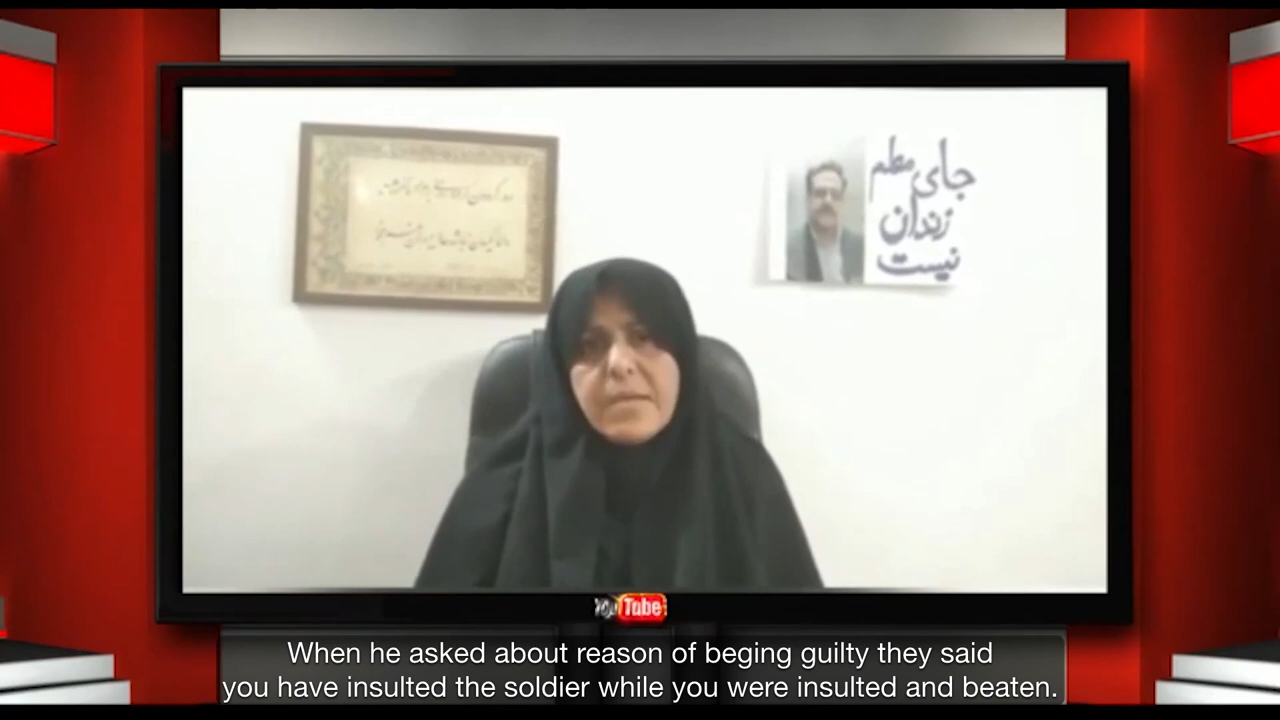 جای معلم
زندان
نیست
YouTube
When he asked about reason of beging guilty they said
you have insulted the soldier while you were insulted and beaten.